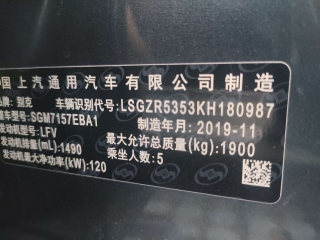 中国 上汽通用汽车有限公司制造
品牌: 别克 车辆识别代号: LSGZR5353KH180987
型号: SGM7157EBA1 制造年月: 2019-11
发动机型号: LFV 最大允许总质量(kg): 1900
发动机排量(mL): 1490 乘坐人数: 5
发动机最大净功率(kW): 120